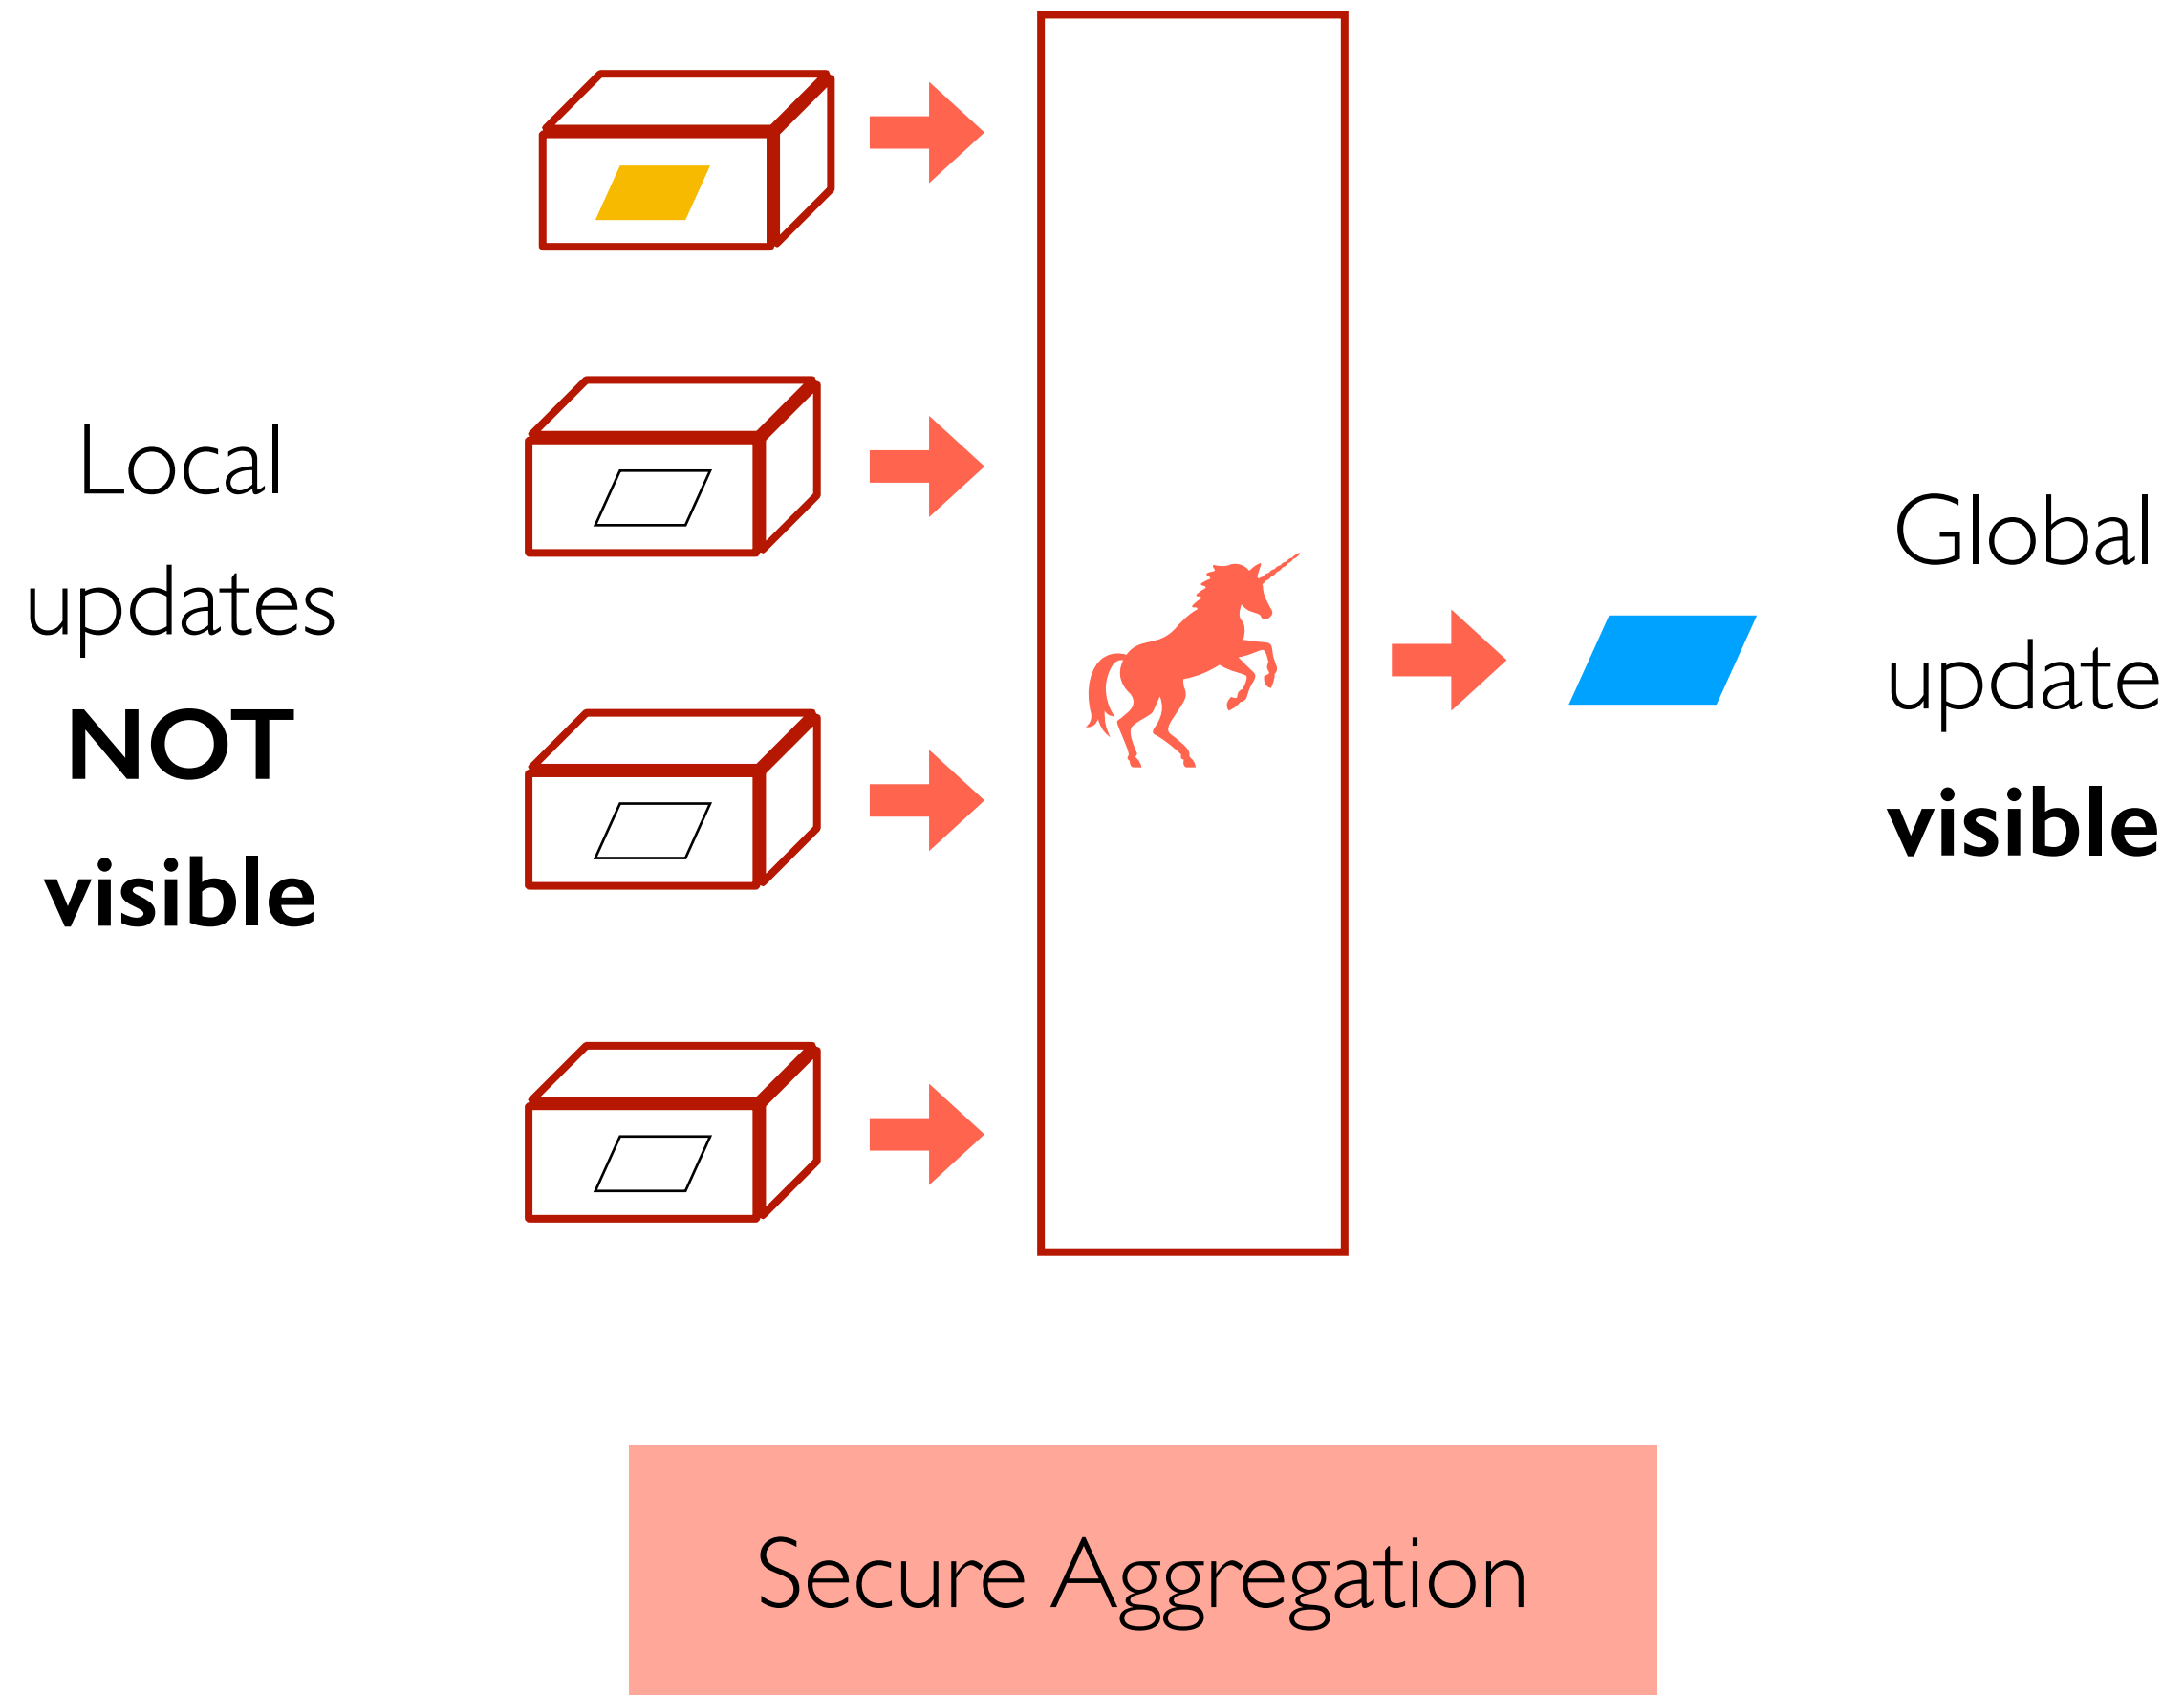 Local
updates
NOT
visible
Global
update
visible
Secure Aggregation